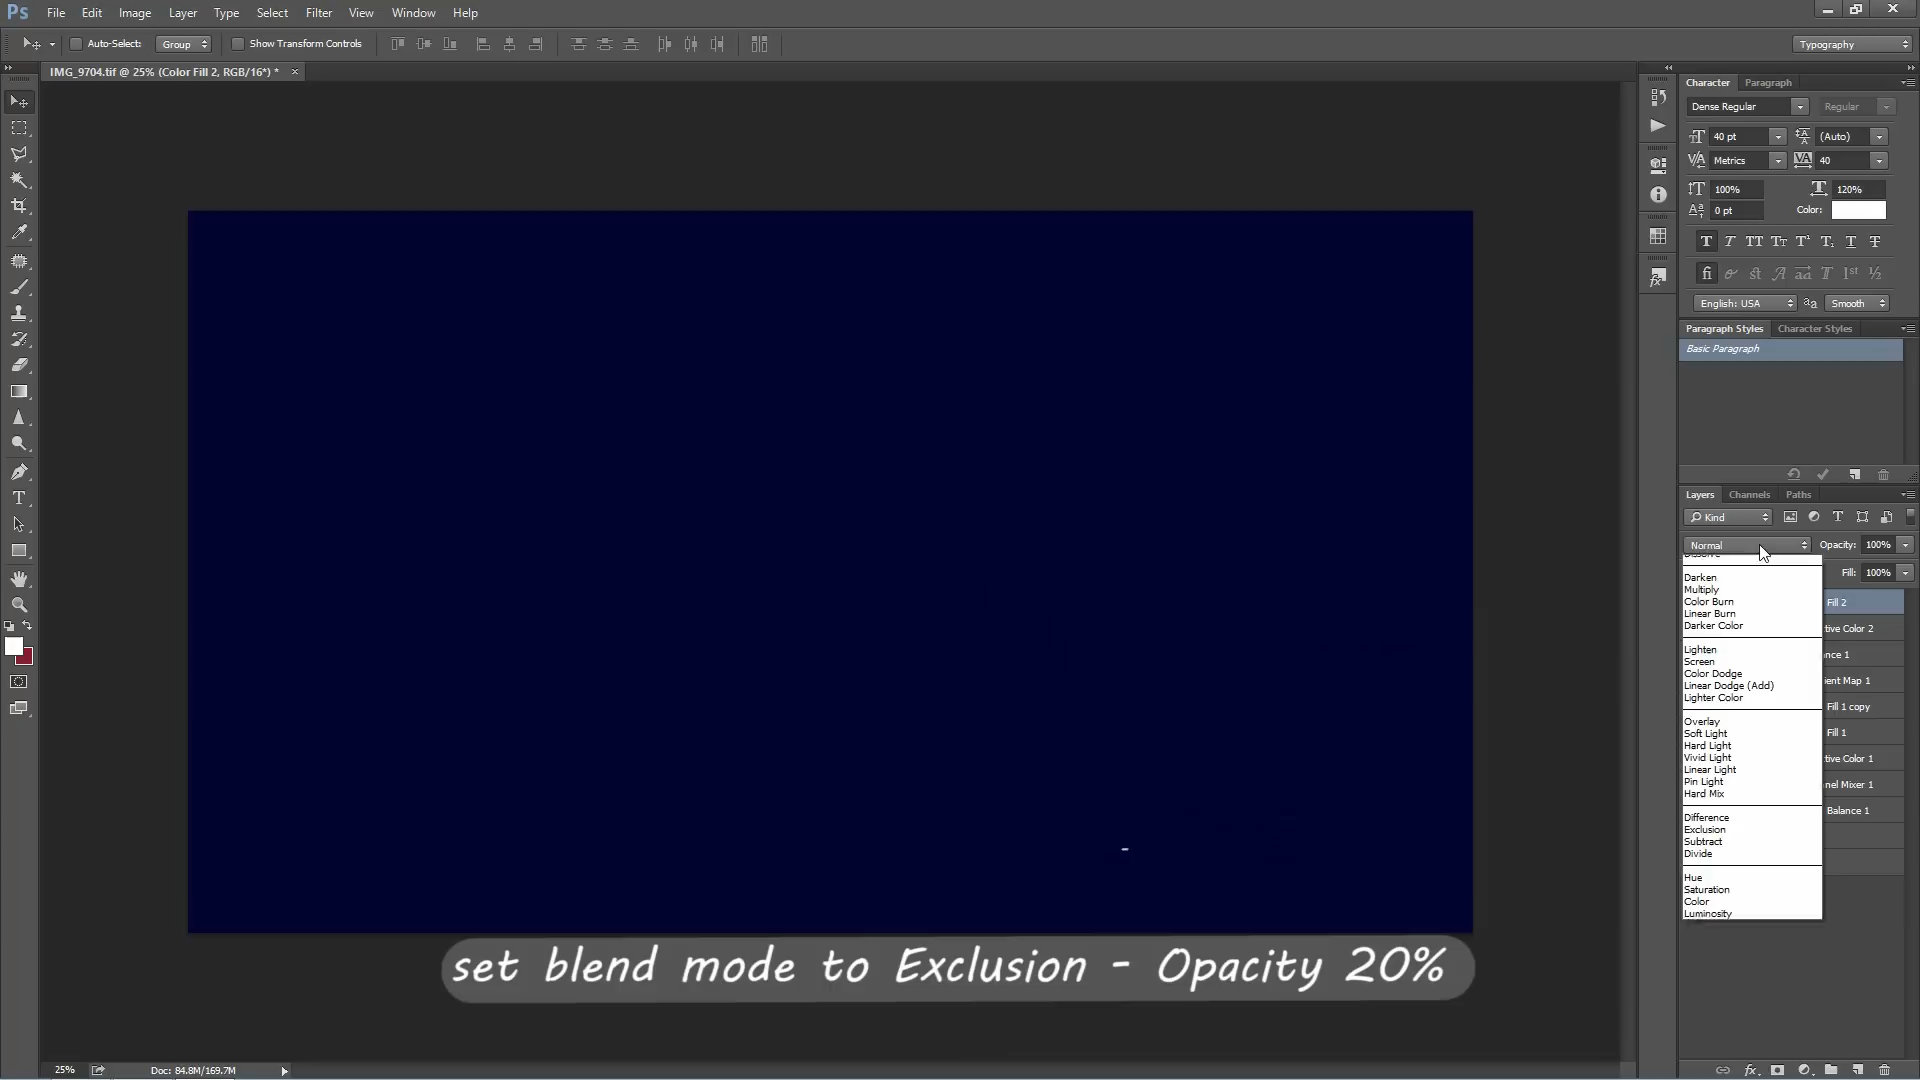 Ps File Edit Image Layer Type Select Filter View Window Help
Auto-Select: Group Show Transform Controls Typography
IMG_9704.tif @ 25% (Color Fill 2, RGB/16*) *
Character Paragraph
Dense Regular Regular
40 pt (Auto)
Metrics 40
100% 120%
0 pt Color:
English: USA Smooth
Paragraph Styles Character Styles
Basic Paragraph
Layers Channels Paths
Kind
Normal Opacity: 100%
Fill: 100%
Dissolve
Darken
Multiply
Color Burn
Linear Burn
Darker Color
Lighten
Screen
Color Dodge
Linear Dodge (Add)
Lighter Color
Overlay
Soft Light
Hard Light
Vivid Light
Linear Light
Pin Light
Hard Mix
Difference
Exclusion
Subtract
Divide
Hue
Saturation
Color
Luminosity
Fill 2
tive Color 2
nce 1
ient Map 1
Fill 1 copy
Fill 1
tive Color 1
nel Mixer 1
Balance 1
set blend mode to Exclusion - Opacity 20%
25% Doc: 84.8M/169.7M